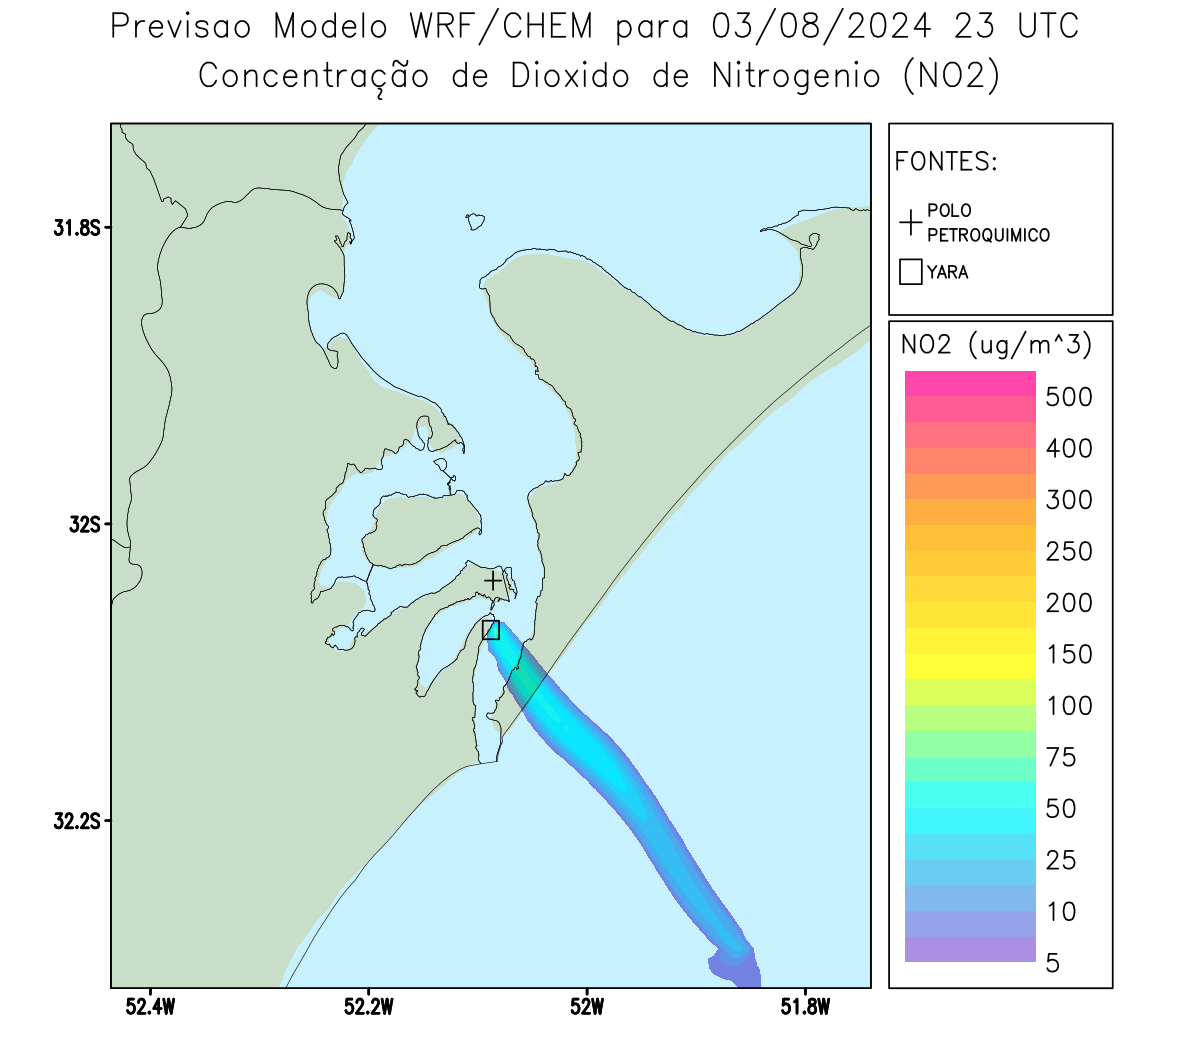 Previsao Modelo WRF/CHEM para 03/08/2024 23 UTC
Concentração de Dioxido de Nitrogenio (NO2)
FONTES:
POLO
PETROQUIMICO
YARA
NO2 (ug/m^3)
500
400
300
250
200
150
100
75
50
25
10
5
31.8S
32S
32.2S
52.4W
52.2W
52W
51.8W